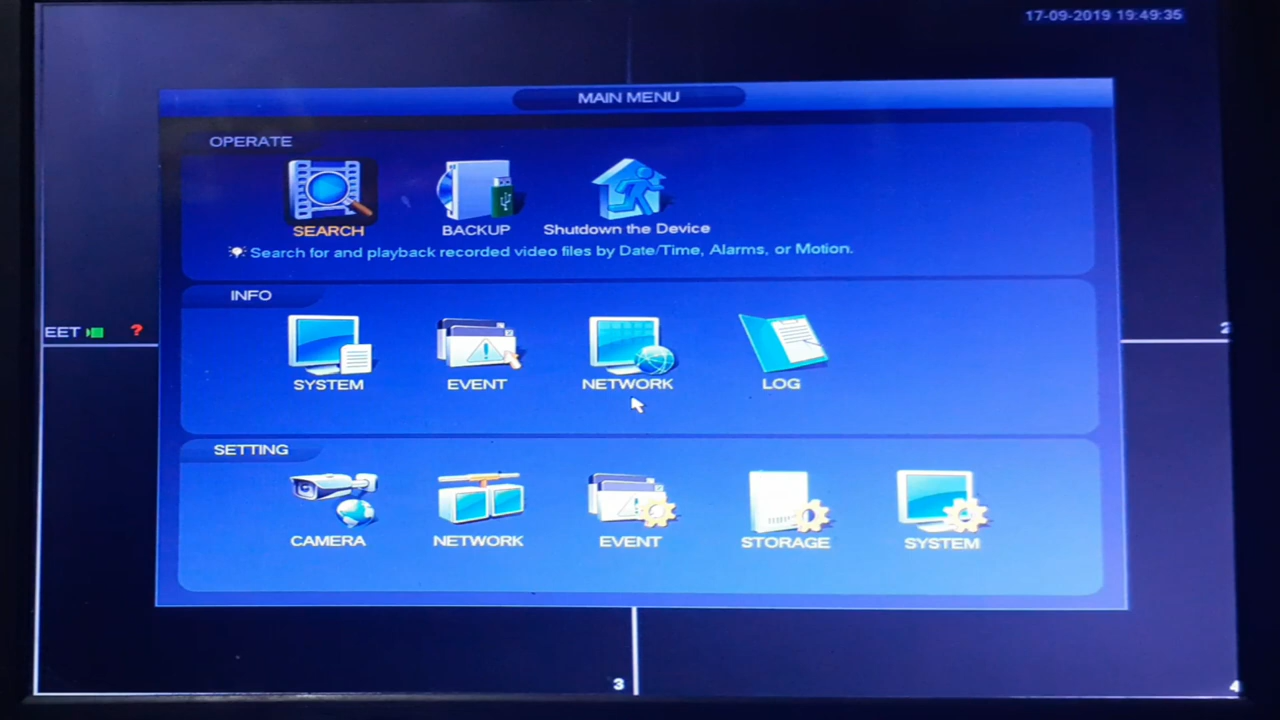 17-09-2019 19:49:35
MAIN MENU
OPERATE
SEARCH BACKUP Shutdown the Device
Search for and playback recorded video files by Date/Time, Alarms, or Motion.
INFO
EET ?
2
SYSTEM EVENT NETWORK LOG
SETTING
CAMERA NETWORK EVENT STORAGE SYSTEM
3
4